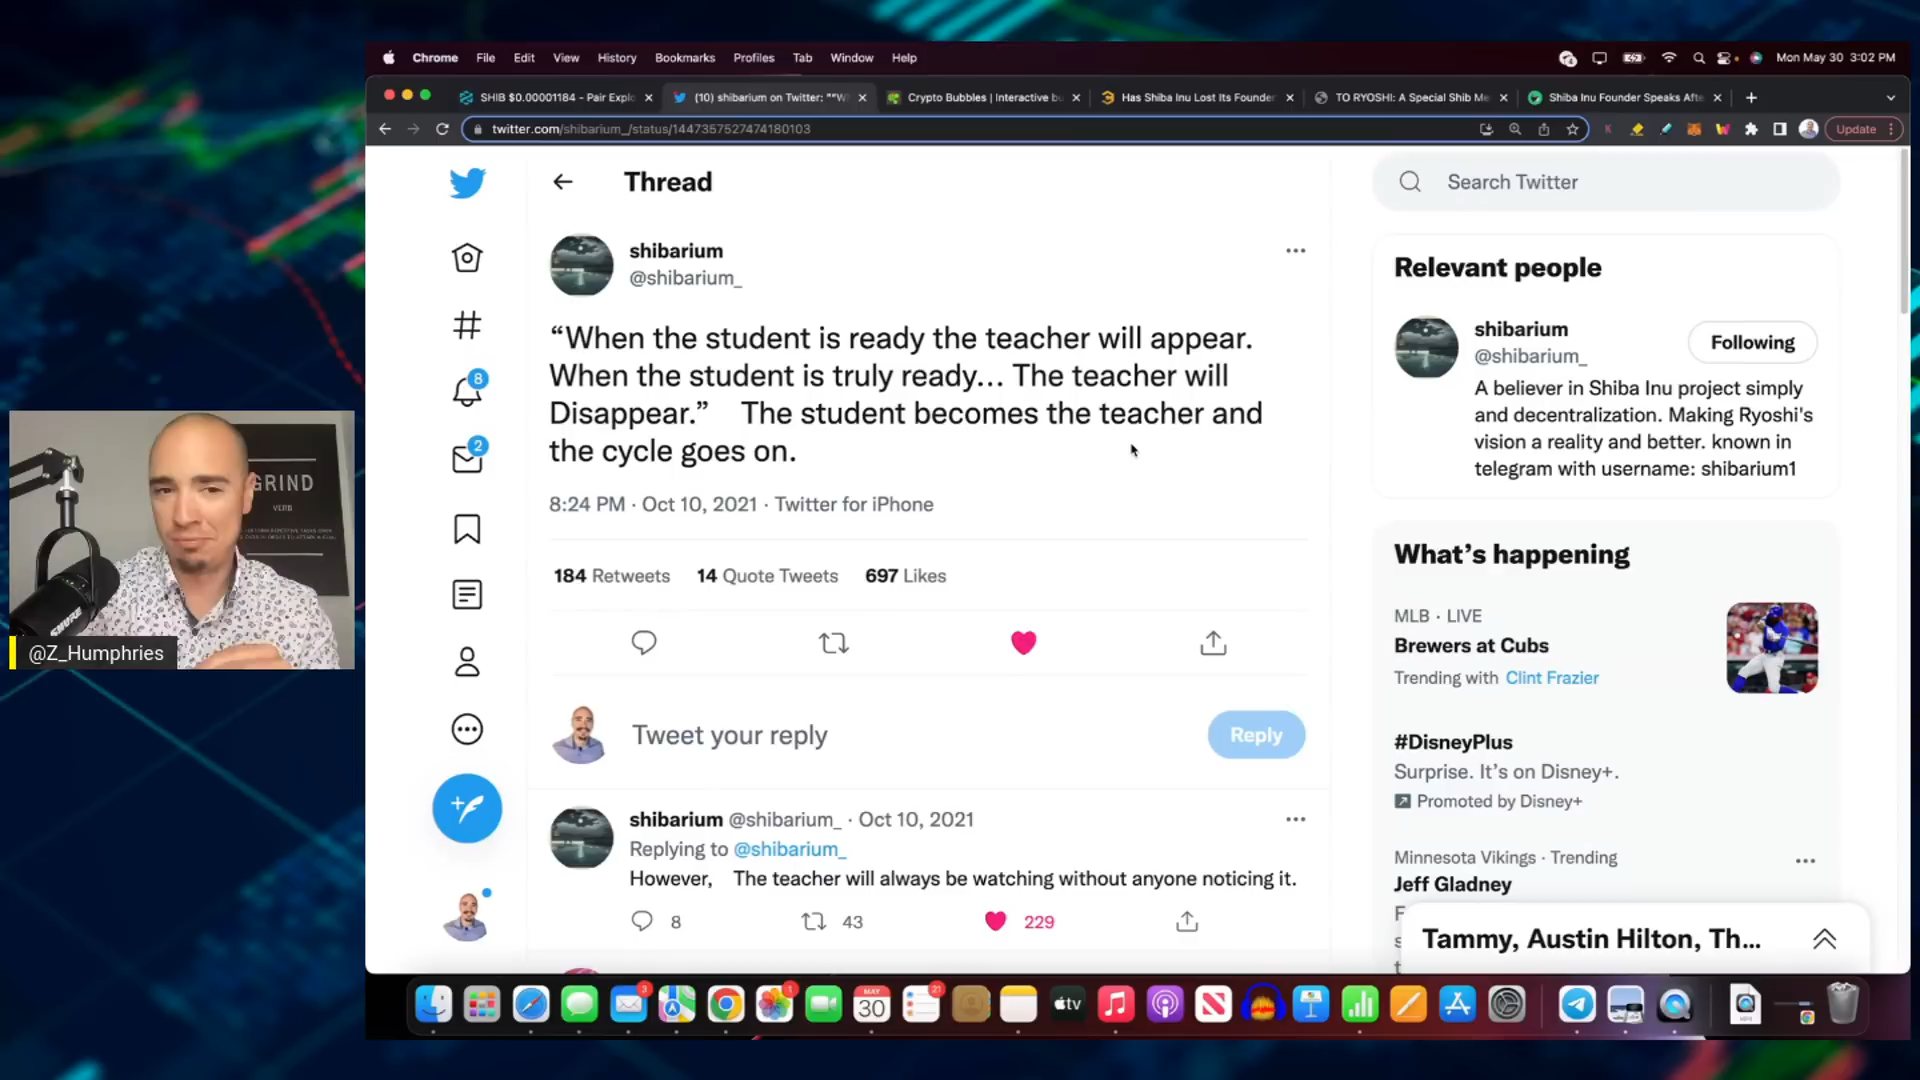 Chrome File Edit View History Bookmarks Profiles Tab Window Help
Mon May 30 3:02 PM
SHIB $0.00001184 - Pair Explo
(10) shibarium on Twitter: "“W
Crypto Bubbles | Interactive bu
Has Shiba Inu Lost Its Founder
TO RYOSHI: A Special Shib Me
Shiba Inu Founder Speaks Afte
twitter.com/shibarium_/status/1447357527474180103
Update
Thread
shibarium
@shibarium_
“When the student is ready the teacher will appear.
When the student is truly ready... The teacher will
Disappear.” The student becomes the teacher and
the cycle goes on.
8:24 PM · Oct 10, 2021 · Twitter for iPhone
184 Retweets 14 Quote Tweets 697 Likes
Tweet your reply
Reply
shibarium @shibarium_ · Oct 10, 2021
Replying to @shibarium_
However, The teacher will always be watching without anyone noticing it.
8 43 229
8
2
Search Twitter
Relevant people
shibarium
@shibarium_
Following
A believer in Shiba Inu project simply
and decentralization. Making Ryoshi's
vision a reality and better. known in
telegram with username: shibarium1
What's happening
MLB · LIVE
Brewers at Cubs
Trending with Clint Frazier
#DisneyPlus
Surprise. It's on Disney+.
Promoted by Disney+
Minnesota Vikings · Trending
Jeff Gladney
Tammy, Austin Hilton, Th...
GRIND
VERB
SHURE
@Z_Humphries
3
1
MAY
30
21
tv